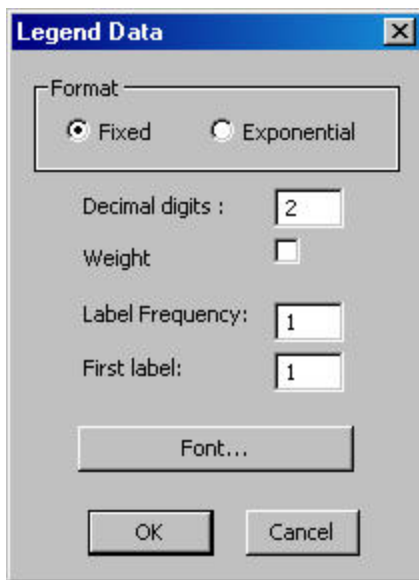 Legend Data
Format
Fixed Exponential
Decimal digits : 2
Weight
Label Frequency: 1
First label: 1
Font...
OK Cancel